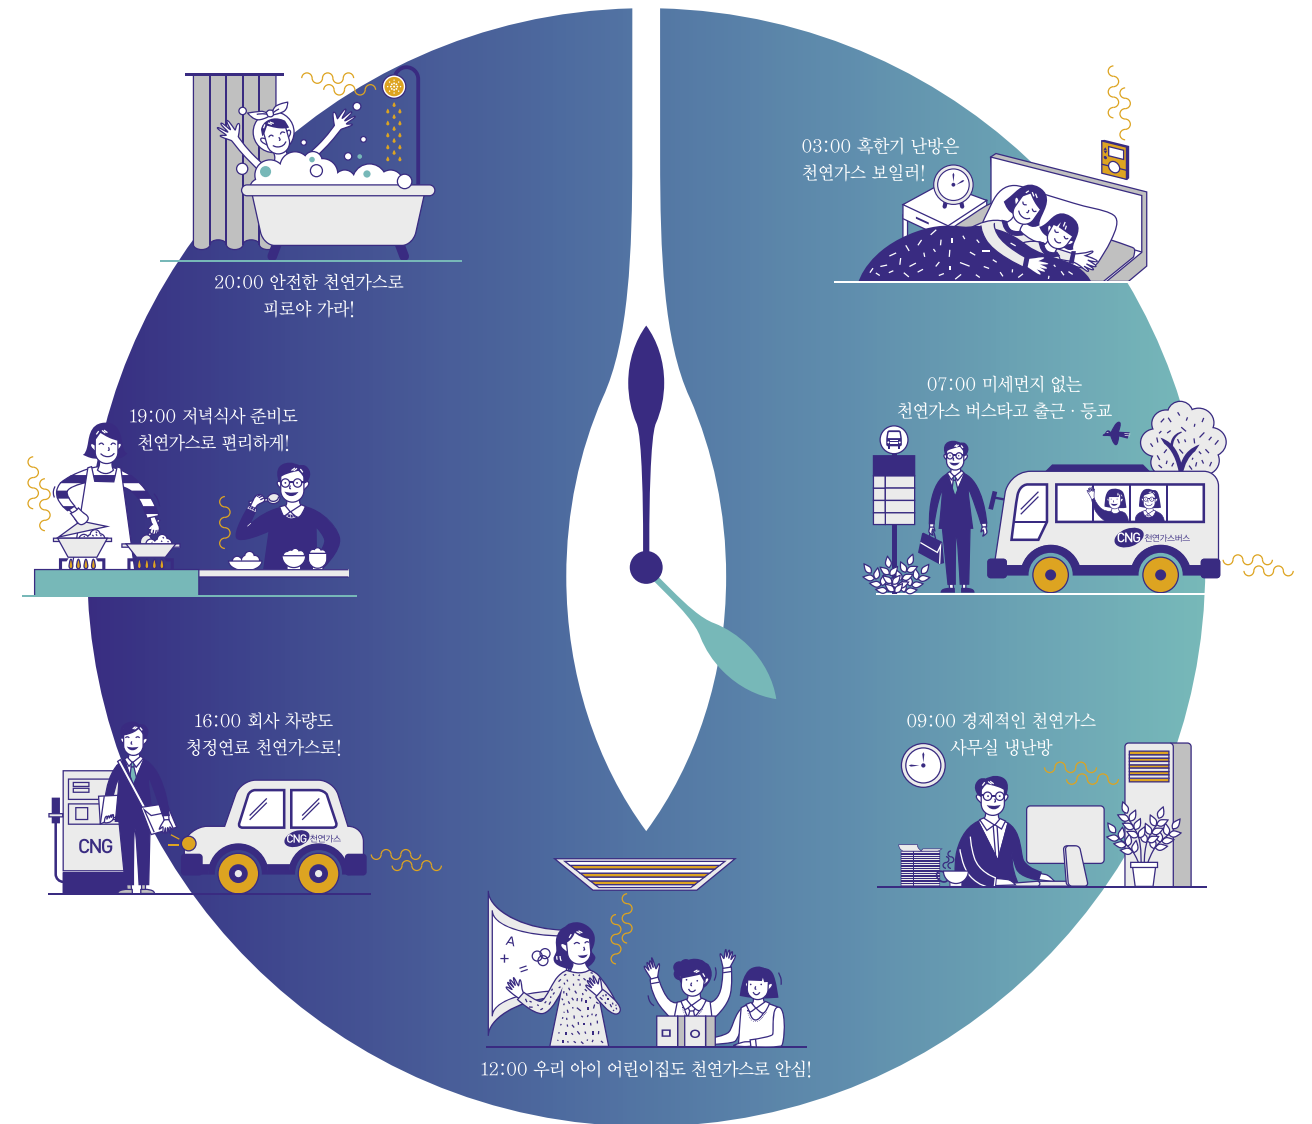 03:00 혹한기 난방은
천연가스 보일러!
07:00 미세먼지 없는
천연가스 버스타고 출근 · 등교
CNG 천연가스버스
09:00 경제적인 천연가스
사무실 냉난방
12:00 우리 아이 어린이집도 천연가스로 안심!
A
+
=
16:00 회사 차량도
청정연료 천연가스로!
CNG
CNG 천연가스
19:00 저녁식사 준비도
천연가스로 편리하게!
20:00 안전한 천연가스로
피로야 가라!